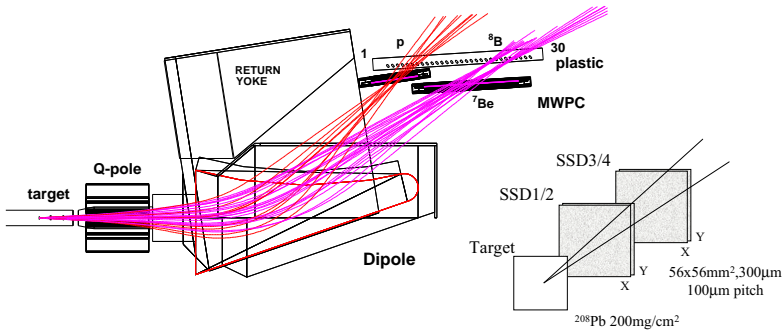 1
p
⁸B
30
plastic
RETURN
YOKE
⁷Be
MWPC
Q-pole
target
Dipole
SSD3/4
SSD1/2
Target
Y
X
Y
X
56x56mm²,300μm
100μm pitch
²⁰⁸Pb 200mg/cm²